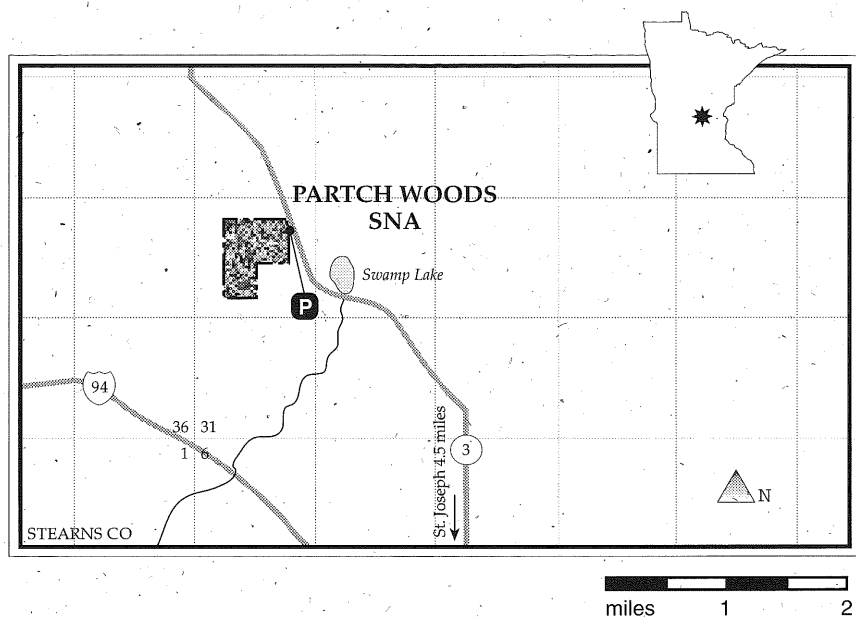 PARTCH WOODS
SNA
Swamp Lake
P
94
36 31
1 6
3
St. Joseph 4.5 miles
N
STEARNS CO
miles 1 2